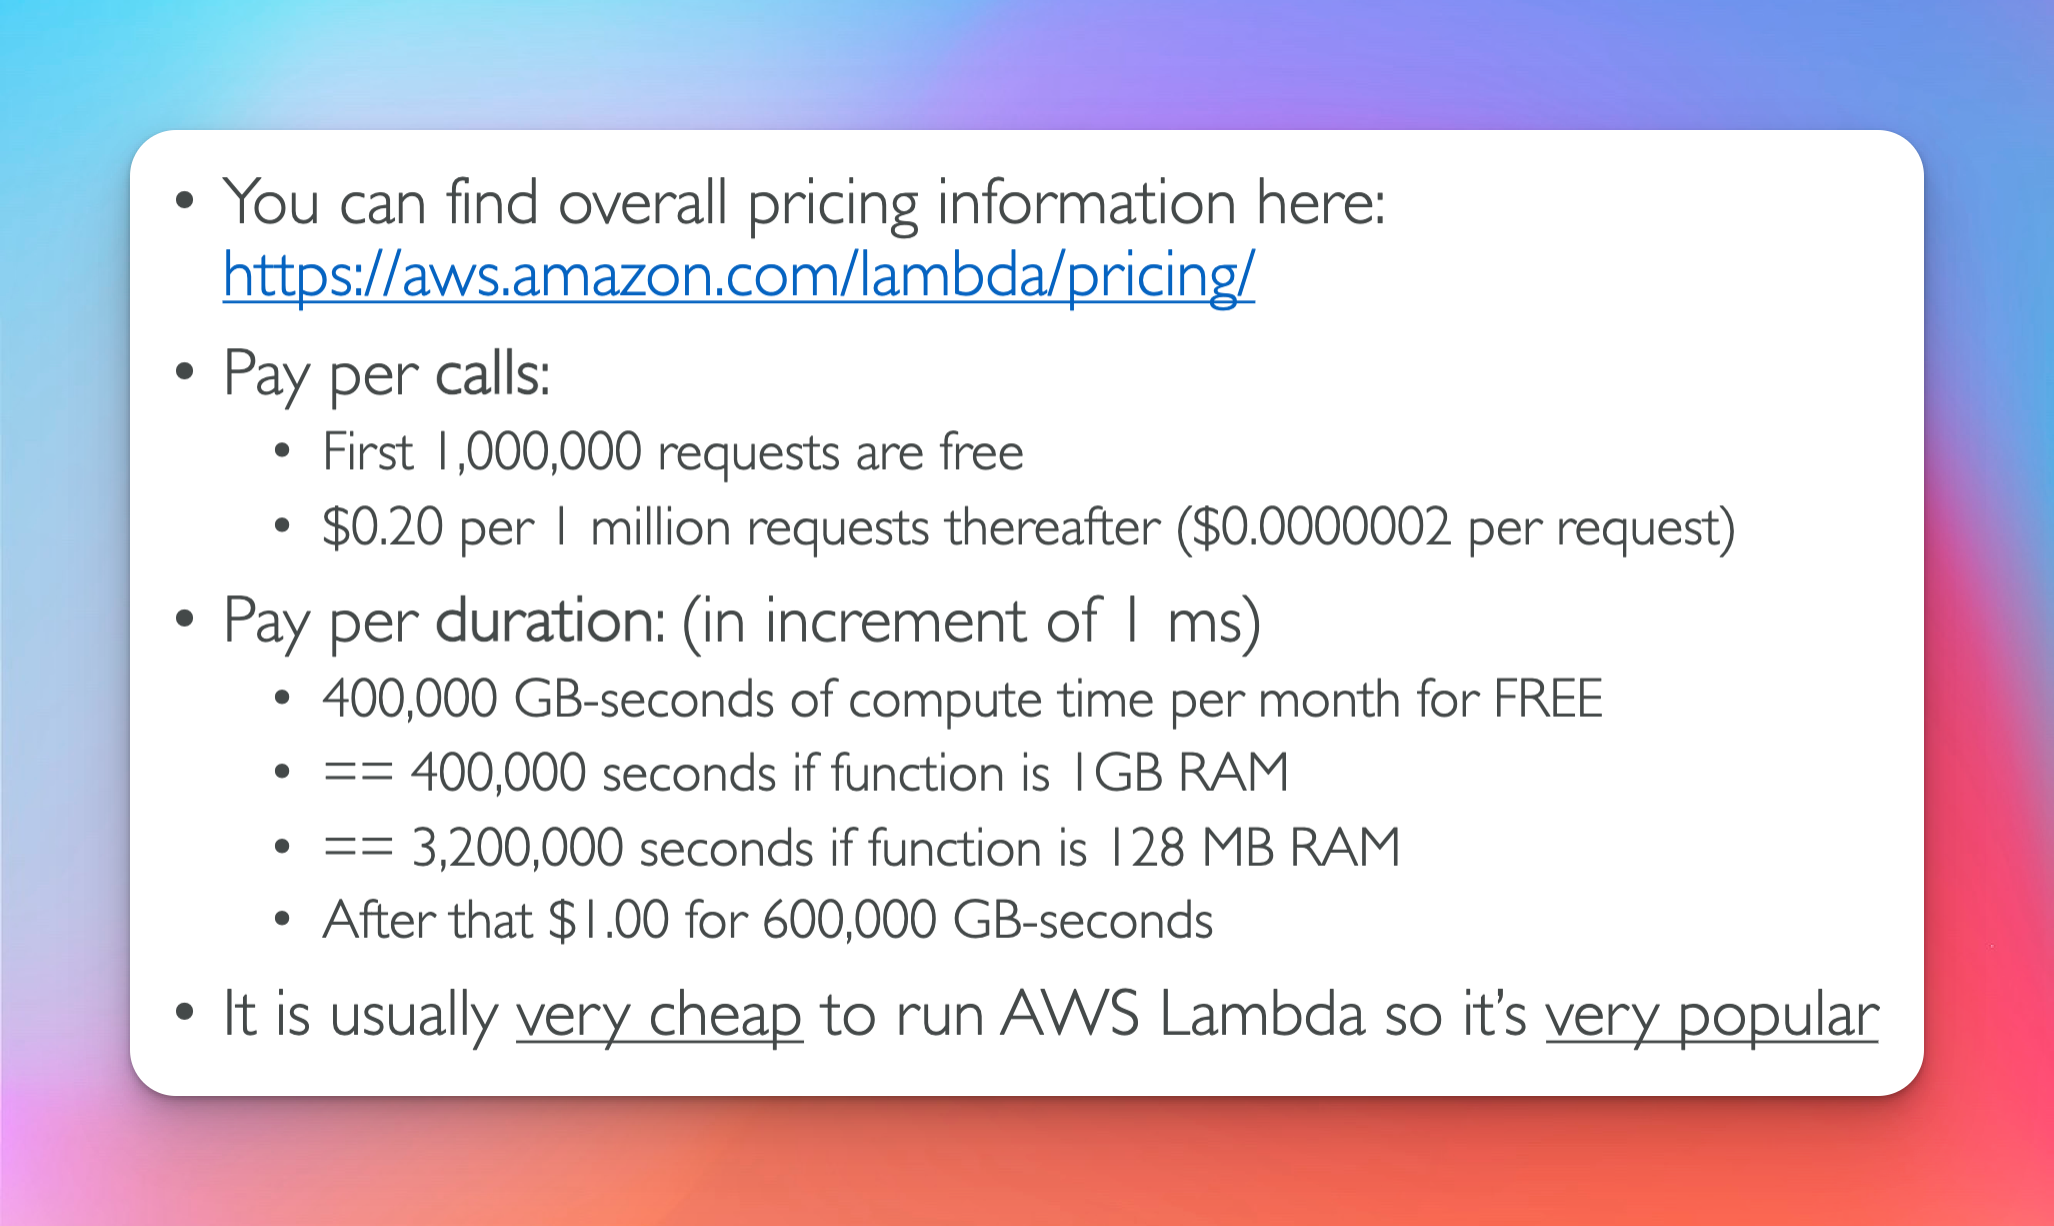 • You can find overall pricing information here:
https://aws.amazon.com/lambda/pricing/
• Pay per calls:
• First 1,000,000 requests are free
• $0.20 per 1 million requests thereafter ($0.0000002 per request)
• Pay per duration: (in increment of 1 ms)
• 400,000 GB-seconds of compute time per month for FREE
• == 400,000 seconds if function is 1GB RAM
• == 3,200,000 seconds if function is 128 MB RAM
• After that $1.00 for 600,000 GB-seconds
• It is usually very cheap to run AWS Lambda so it’s very popular